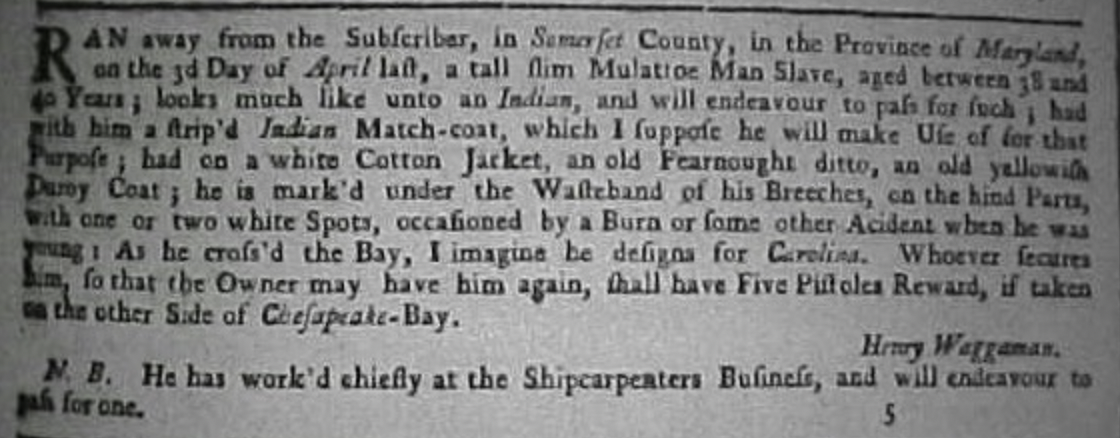 RAN away from the Subſcriber, in Somerſet County, in the Province of Maryland,
on the 3d Day of April laſt, a tall ſlim Mulattoe Man Slave, aged between 38 and
40 Years; looks much like unto an Indian, and will endeavour to paſs for ſuch; had
with him a ſtrip'd Indian Match-coat, which I ſuppoſe he will make Uſe of for that
Purpoſe; had on a white Cotton Jacket, an old Fearnought ditto, an old yellowiſh
Duroy Coat; he is mark'd under the Waſteband of his Breeches, on the hind Parts,
with one or two white Spots, occaſioned by a Burn or ſome other Acident when he was
young: As he croſs'd the Bay, I imagine he deſigns for Carolina. Whoever ſecures
him, ſo that the Owner may have him again, ſhall have Five Piſtoles Reward, if taken
on the other Side of Cheſapeake-Bay.
Henry Waggaman.
N. B. He has work'd chiefly at the Shipcarpenters Buſineſs, and will endeavour to
paſs for one.
5